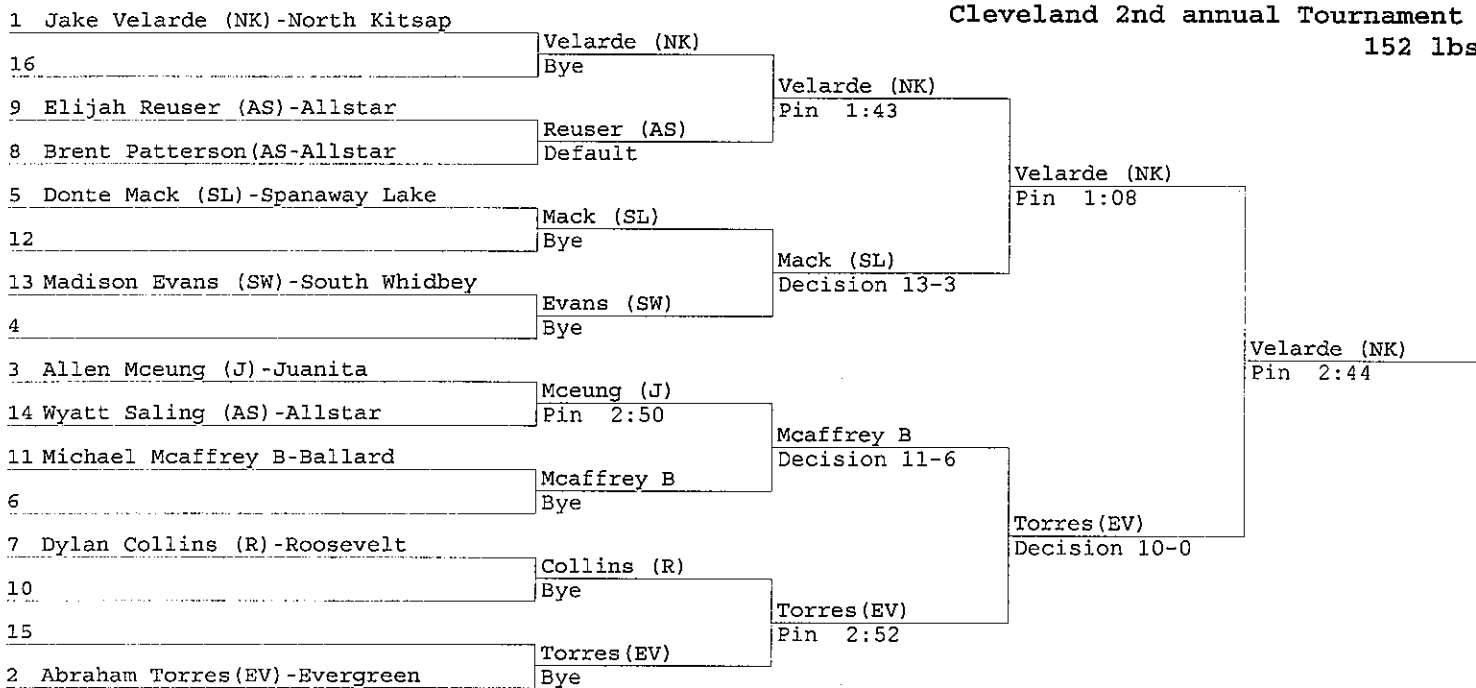 Cleveland 2nd annual Tournament
152 lbs
1 Jake Velarde (NK)-North Kitsap
16
9 Elijah Reuser (AS)-Allstar
8 Brent Patterson(AS-Allstar
5 Donte Mack (SL)-Spanaway Lake
12
13 Madison Evans (SW)-South Whidbey
4
3 Allen Mceung (J)-Juanita
14 Wyatt Saling (AS)-Allstar
11 Michael Mcaffrey B-Ballard
6
7 Dylan Collins (R)-Roosevelt
10
15
2 Abraham Torres(EV)-Evergreen
Velarde (NK)
Bye
Reuser (AS)
Default
Mack (SL)
Bye
Evans (SW)
Bye
Mceung (J)
Pin 2:50
Mcaffrey B
Bye
Collins (R)
Bye
Torres(EV)
Bye
Velarde (NK)
Pin 1:43
Mack (SL)
Decision 13-3
Mcaffrey B
Decision 11-6
Torres(EV)
Pin 2:52
Velarde (NK)
Pin 1:08
Torres(EV)
Decision 10-0
Velarde (NK)
Pin 2:44